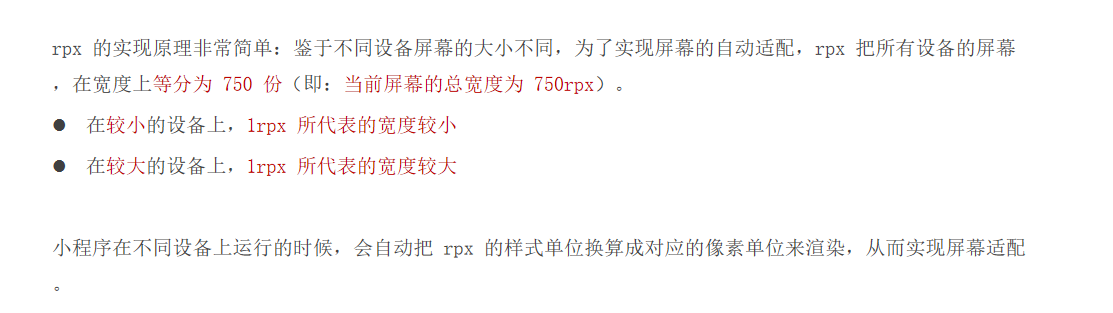 rpx 的实现原理非常简单：鉴于不同设备屏幕的大小不同，为了实现屏幕的自动适配，rpx 把所有设备的屏幕
，在宽度上等分为 750 份（即：当前屏幕的总宽度为 750rpx）。
● 在较小的设备上，1rpx 所代表的宽度较小
● 在较大的设备上，1rpx 所代表的宽度较大
小程序在不同设备上运行的时候，会自动把 rpx 的样式单位换算成对应的像素单位来渲染，从而实现屏幕适配
。